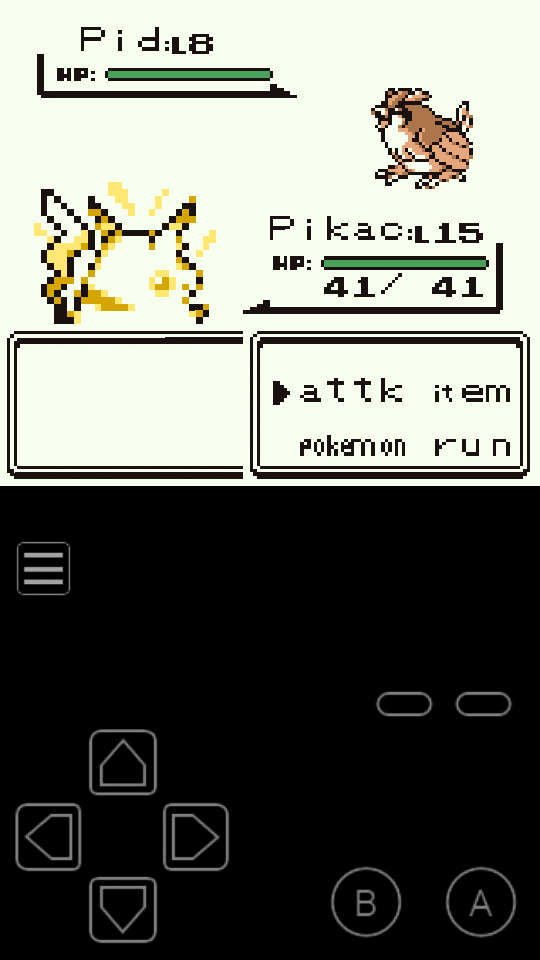 Pid:L8
HP:
Pikac:L15
HP:
41/ 41
attk item
pokemon run
B A